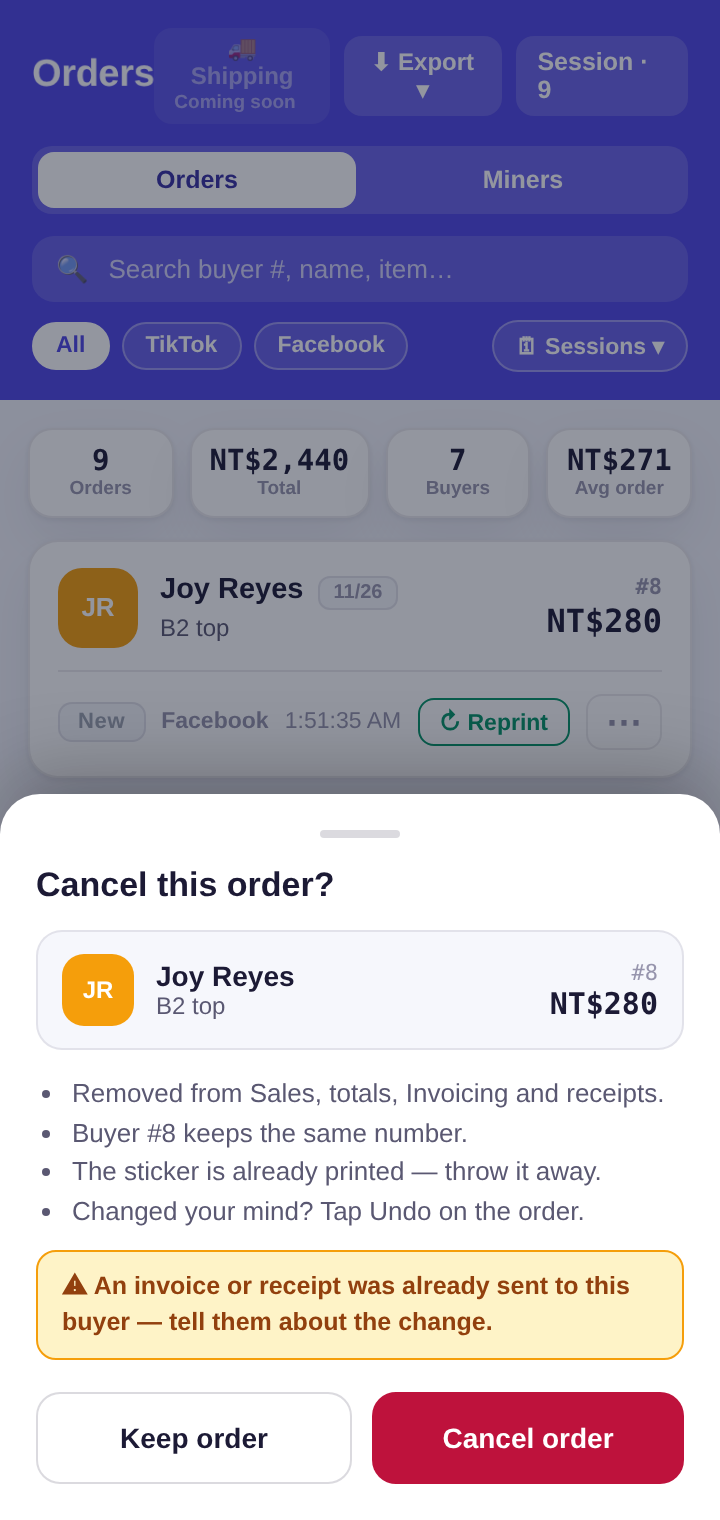 Orders
🚚
Shipping
Coming soon
⬇ Export
▾
Session ·
9
Orders
Miners
🔍 Search buyer #, name, item…
All
TikTok
Facebook
🗓 Sessions ▾
9
Orders
NT$2,440
Total
7
Buyers
NT$271
Avg order
JR
Joy Reyes
11/26
B2 top
#8
NT$280
New
Facebook
1:51:35 AM
↻ Reprint
⋯
Cancel this order?
JR
Joy Reyes
B2 top
#8
NT$280
• Removed from Sales, totals, Invoicing and receipts.
• Buyer #8 keeps the same number.
• The sticker is already printed — throw it away.
• Changed your mind? Tap Undo on the order.
⚠ An invoice or receipt was already sent to this
buyer — tell them about the change.
Keep order
Cancel order